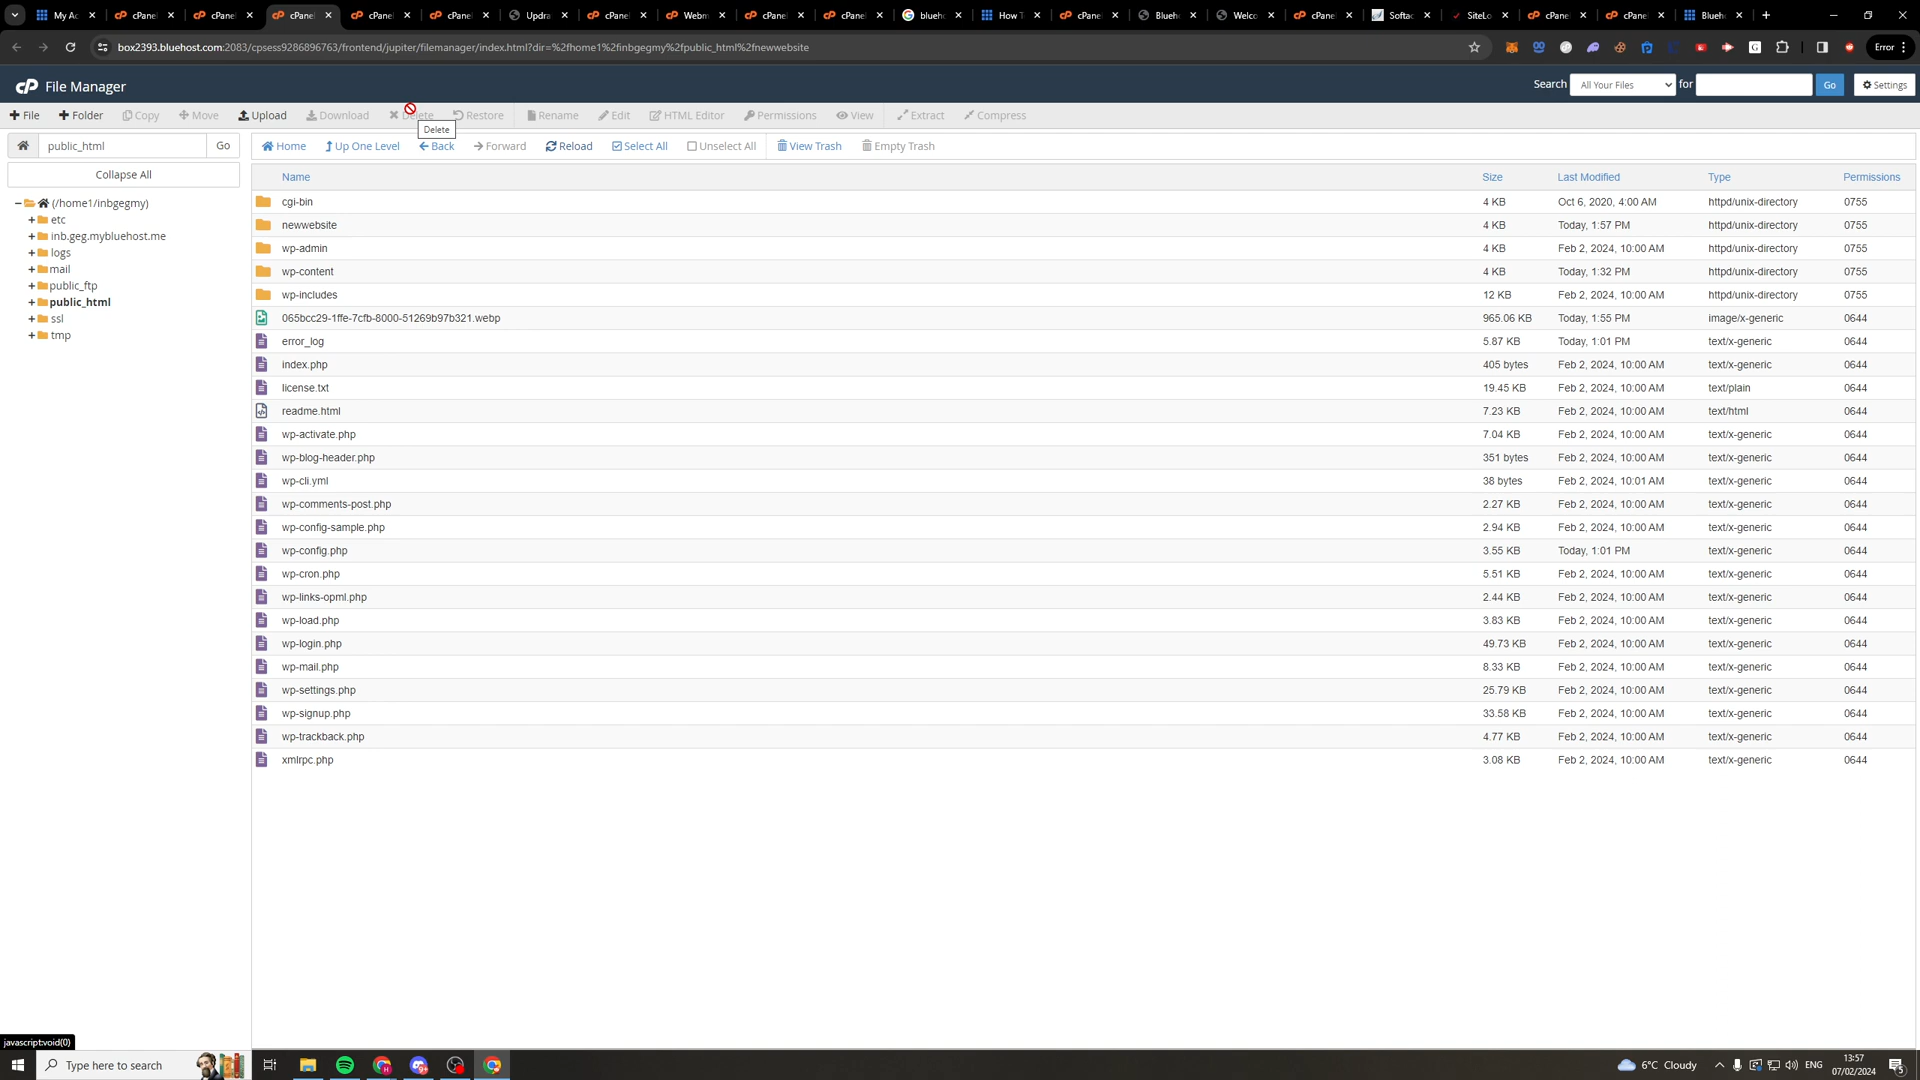 My Ac
cPanel
cPanel
cPanel
cPanel
cPanel
Updra
cPanel
Webm
cPanel
cPanel
blueho
How T
cPanel
Blueh
Welco
cPanel
Softac
SiteLo
cPanel
cPanel
Blueh
box2393.bluehost.com:2083/cpsess9286896763/frontend/jupiter/filemanager/index.html?dir=%2fhome1%2finbgegmy%2fpublic_html%2fnewwebsite
Error
cP File Manager
Search All Your Files for Go Settings
File Folder Copy Move Upload Download Delete Restore Rename Edit HTML Editor Permissions View Extract Compress
Delete
public_html Go
Home Up One Level Back Forward Reload Select All Unselect All View Trash Empty Trash
Collapse All
(/home1/inbgegmy)
etc
inb.geg.mybluehost.me
logs
mail
public_ftp
public_html
ssl
tmp
Name Size Last Modified Type Permissions
cgi-bin 4 KB Oct 6, 2020, 4:00 AM httpd/unix-directory 0755
newwebsite 4 KB Today, 1:57 PM httpd/unix-directory 0755
wp-admin 4 KB Feb 2, 2024, 10:00 AM httpd/unix-directory 0755
wp-content 4 KB Today, 1:32 PM httpd/unix-directory 0755
wp-includes 12 KB Feb 2, 2024, 10:00 AM httpd/unix-directory 0755
065bcc29-1ffe-7cfb-8000-51269b97b321.webp 965.06 KB Today, 1:55 PM image/x-generic 0644
error_log 5.87 KB Today, 1:01 PM text/x-generic 0644
index.php 405 bytes Feb 2, 2024, 10:00 AM text/x-generic 0644
license.txt 19.45 KB Feb 2, 2024, 10:00 AM text/plain 0644
readme.html 7.23 KB Feb 2, 2024, 10:00 AM text/html 0644
wp-activate.php 7.04 KB Feb 2, 2024, 10:00 AM text/x-generic 0644
wp-blog-header.php 351 bytes Feb 2, 2024, 10:00 AM text/x-generic 0644
wp-cli.yml 38 bytes Feb 2, 2024, 10:01 AM text/x-generic 0644
wp-comments-post.php 2.27 KB Feb 2, 2024, 10:00 AM text/x-generic 0644
wp-config-sample.php 2.94 KB Feb 2, 2024, 10:00 AM text/x-generic 0644
wp-config.php 3.55 KB Today, 1:01 PM text/x-generic 0644
wp-cron.php 5.51 KB Feb 2, 2024, 10:00 AM text/x-generic 0644
wp-links-opml.php 2.44 KB Feb 2, 2024, 10:00 AM text/x-generic 0644
wp-load.php 3.83 KB Feb 2, 2024, 10:00 AM text/x-generic 0644
wp-login.php 49.73 KB Feb 2, 2024, 10:00 AM text/x-generic 0644
wp-mail.php 8.33 KB Feb 2, 2024, 10:00 AM text/x-generic 0644
wp-settings.php 25.79 KB Feb 2, 2024, 10:00 AM text/x-generic 0644
wp-signup.php 33.58 KB Feb 2, 2024, 10:00 AM text/x-generic 0644
wp-trackback.php 4.77 KB Feb 2, 2024, 10:00 AM text/x-generic 0644
xmlrpc.php 3.08 KB Feb 2, 2024, 10:00 AM text/x-generic 0644
javascript:void(0)
Type here to search
6°C Cloudy
ENG
13:57
07/02/2024
5